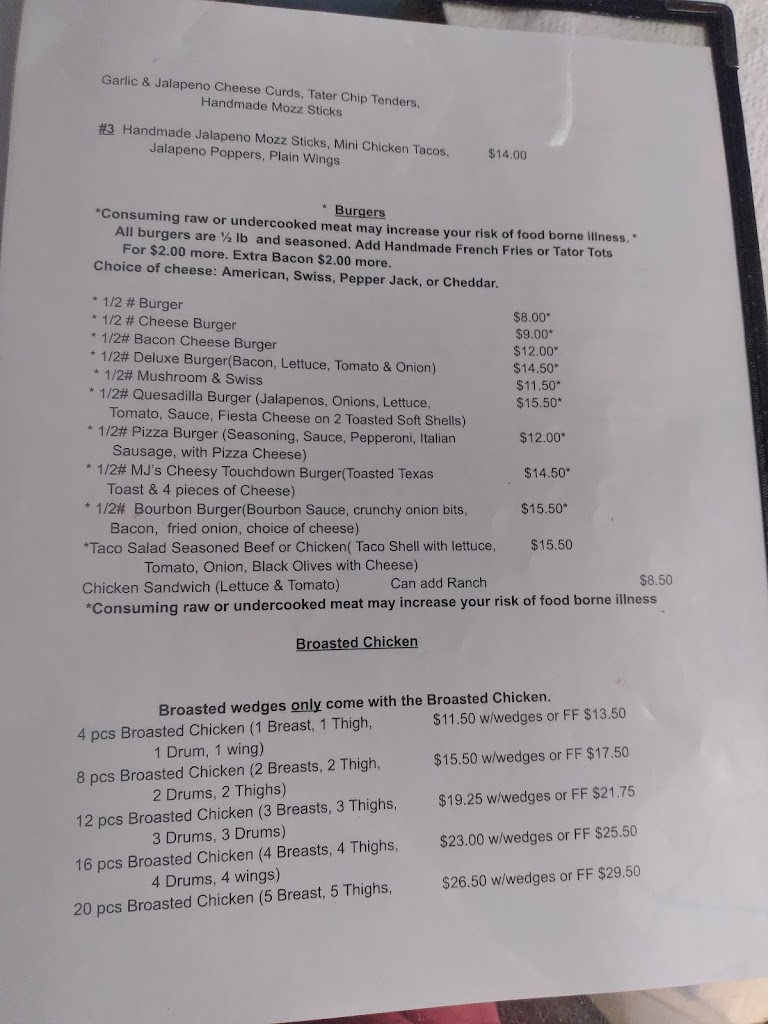 Garlic & Jalapeno Cheese Curds, Tater Chip Tenders,
Handmade Mozz Sticks
#3 Handmade Jalapeno Mozz Sticks, Mini Chicken Tacos, $14.00
Jalapeno Poppers, Plain Wings
* Burgers
*Consuming raw or undercooked meat may increase your risk of food borne illness. *
All burgers are ½ lb and seasoned. Add Handmade French Fries or Tator Tots
For $2.00 more. Extra Bacon $2.00 more.
Choice of cheese: American, Swiss, Pepper Jack, or Cheddar.
* 1/2 # Burger $8.00*
* 1/2 # Cheese Burger $9.00*
* 1/2# Bacon Cheese Burger $12.00*
* 1/2# Deluxe Burger(Bacon, Lettuce, Tomato & Onion) $14.50*
* 1/2# Mushroom & Swiss $11.50*
* 1/2# Quesadilla Burger (Jalapenos, Onions, Lettuce, $15.50*
Tomato, Sauce, Fiesta Cheese on 2 Toasted Soft Shells)
* 1/2# Pizza Burger (Seasoning, Sauce, Pepperoni, Italian $12.00*
Sausage, with Pizza Cheese)
* 1/2# MJ's Cheesy Touchdown Burger(Toasted Texas $14.50*
Toast & 4 pieces of Cheese)
* 1/2# Bourbon Burger(Bourbon Sauce, crunchy onion bits, $15.50*
Bacon, fried onion, choice of cheese)
*Taco Salad Seasoned Beef or Chicken( Taco Shell with lettuce, $15.50
Tomato, Onion, Black Olives with Cheese)
Chicken Sandwich (Lettuce & Tomato) Can add Ranch $8.50
*Consuming raw or undercooked meat may increase your risk of food borne illness
Broasted Chicken
Broasted wedges only come with the Broasted Chicken.
4 pcs Broasted Chicken (1 Breast, 1 Thigh, $11.50 w/wedges or FF $13.50
1 Drum, 1 wing)
8 pcs Broasted Chicken (2 Breasts, 2 Thigh, $15.50 w/wedges or FF $17.50
2 Drums, 2 Thighs)
12 pcs Broasted Chicken (3 Breasts, 3 Thighs, $19.25 w/wedges or FF $21.75
3 Drums, 3 Drums)
16 pcs Broasted Chicken (4 Breasts, 4 Thighs, $23.00 w/wedges or FF $25.50
4 Drums, 4 wings)
20 pcs Broasted Chicken (5 Breast, 5 Thighs, $26.50 w/wedges or FF $29.50